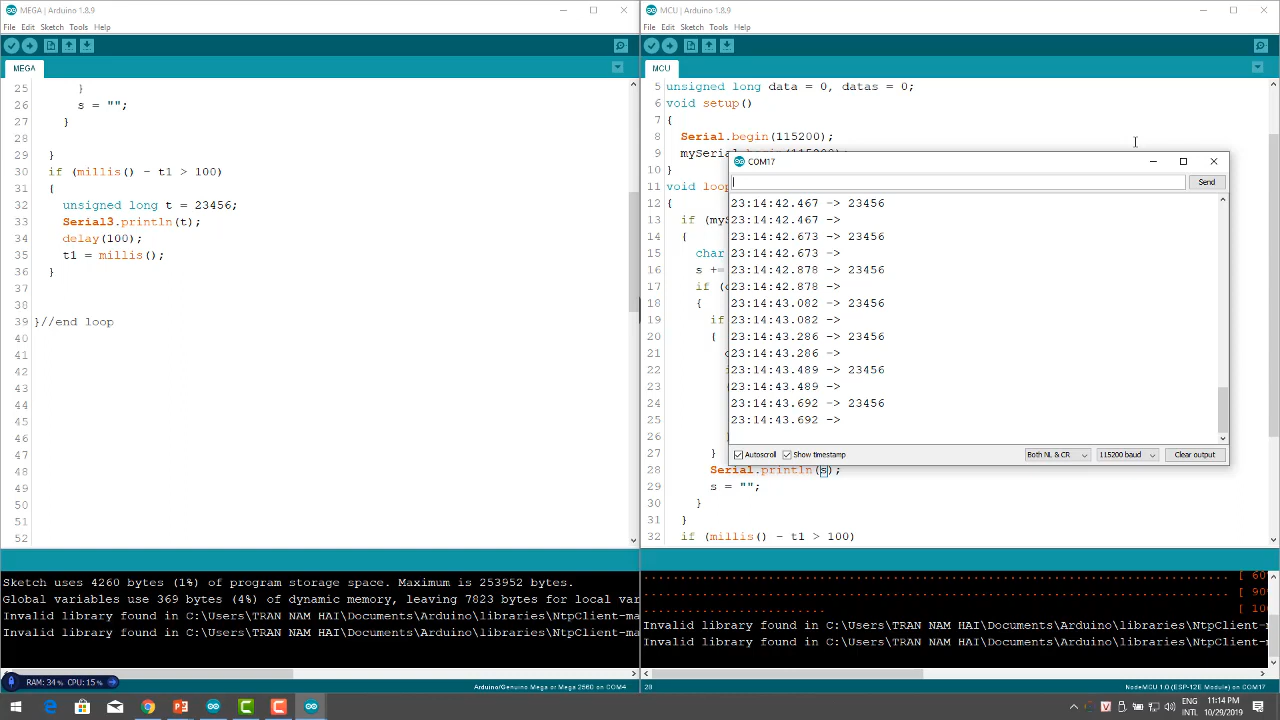 MEGA | Arduino 1.8.9
File Edit Sketch Tools Help
MEGA
25 }
26 s = "";
27 }
28
29 }
30 if (millis() - t1 > 100)
31 {
32 unsigned long t = 23456;
33 Serial3.println(t);
34 delay(100);
35 t1 = millis();
36 }
37
38
39 }//end loop
40
41
42
43
44
45
46
47
48
49
50
51
52
Sketch uses 4260 bytes (1%) of program storage space. Maximum is 253952 bytes.
Global variables use 369 bytes (4%) of dynamic memory, leaving 7823 bytes for local var
Invalid library found in C:\Users\TRAN NAM HAI\Documents\Arduino\libraries\NtpClient-ma
Invalid library found in C:\Users\TRAN NAM HAI\Documents\Arduino\libraries\NtpClient-ma
RAM: 34% CPU: 15%
Arduino/Genuino Mega or Mega 2560 on COM4
MCU | Arduino 1.8.9
File Edit Sketch Tools Help
MCU
5 unsigned long data = 0, datas = 0;
6 void setup()
7 {
8 Serial.begin(115200);
9 mySerial.begin(115200);
10 }
11 void loop
12 {
13 if (myS
14 {
15 char
16 s +=
17 if (
18 {
19 if
20 {
21
22
23
24
25
26
27 }
28 Serial.println(s);
29 s = "";
30 }
31 }
32 if (millis() - t1 > 100)
COM17
Send
23:14:42.467 -> 23456
23:14:42.467 ->
23:14:42.673 -> 23456
23:14:42.673 ->
23:14:42.878 -> 23456
23:14:42.878 ->
23:14:43.082 -> 23456
23:14:43.082 ->
23:14:43.286 -> 23456
23:14:43.286 ->
23:14:43.489 -> 23456
23:14:43.489 ->
23:14:43.692 -> 23456
23:14:43.692 ->
Autoscroll Show timestamp Both NL & CR 115200 baud Clear output
................................................................................ [ 60
................................................................................ [ 90
......................... [ 100
Invalid library found in C:\Users\TRAN NAM HAI\Documents\Arduino\libraries\NtpClient-m
Invalid library found in C:\Users\TRAN NAM HAI\Documents\Arduino\libraries\NtpClient-m
28
NodeMCU 1.0 (ESP-12E Module) on COM17
ENG
INTL
11:14 PM
10/29/2019